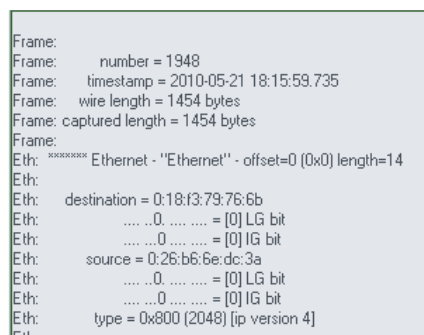 Frame:
Frame: number = 1948
Frame: timestamp = 2010-05-21 18:15:59.735
Frame: wire length = 1454 bytes
Frame: captured length = 1454 bytes
Frame:
Eth: ******* Ethernet - "Ethernet" - offset=0 (0x0) length=14
Eth:
Eth: destination = 0:18:f3:79:76:6b
Eth: .... ..0. .... .... = [0] LG bit
Eth: .... ...0 .... .... = [0] IG bit
Eth: source = 0:26:b6:6e:dc:3a
Eth: .... ..0. .... .... = [0] LG bit
Eth: .... ...0 .... .... = [0] IG bit
Eth: type = 0x800 (2048) [ip version 4]
Eth: